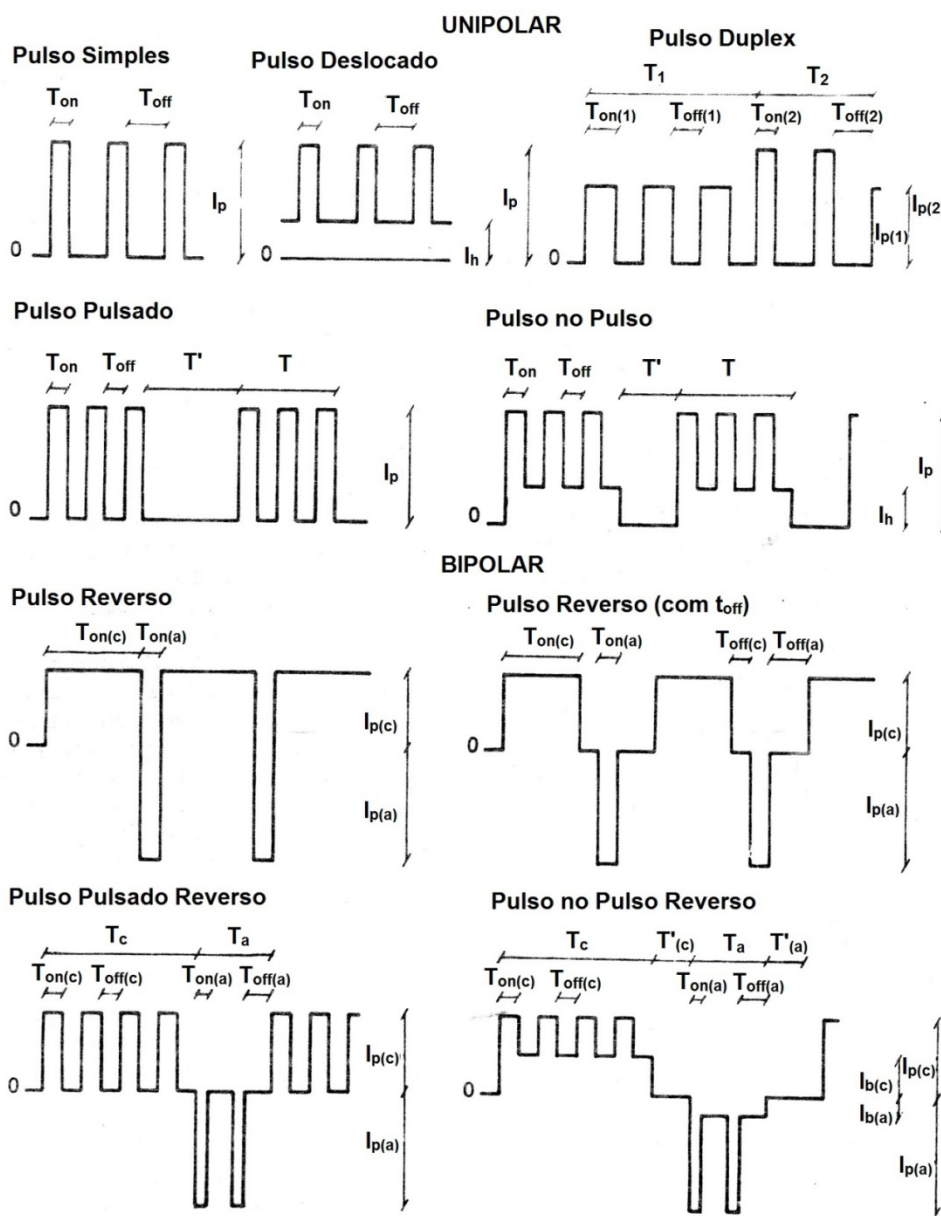 UNIPOLAR
Pulso Simples
Pulso Deslocado
Pulso Duplex
Ton Toff
Ip
0
Ton Toff
Ih
0
T1 T2
Ton(1) Toff(1) Ton(2) Toff(2)
Ip
Ip(1)
Ip(2
0
Pulso Pulsado
Ton Toff T' T
Ip
0
Pulso no Pulso
Ton Toff T' T
Ip
Ih
0
BIPOLAR
Pulso Reverso
Ton(c) Ton(a)
0
Ip(c)
Ip(a)
Pulso Reverso (com toff)
Ton(c) Ton(a) Toff(c) Toff(a)
0
Ip(c)
Ip(a)
Pulso Pulsado Reverso
Tc Ta
Ton(c) Toff(c) Ton(a) Toff(a)
0
Ip(c)
Ip(a)
Pulso no Pulso Reverso
Tc T'(c) Ta T'(a)
Ton(c) Toff(c) Ton(a) Toff(a)
0
Ib(c)
Ip(c)
Ib(a)
Ip(a)